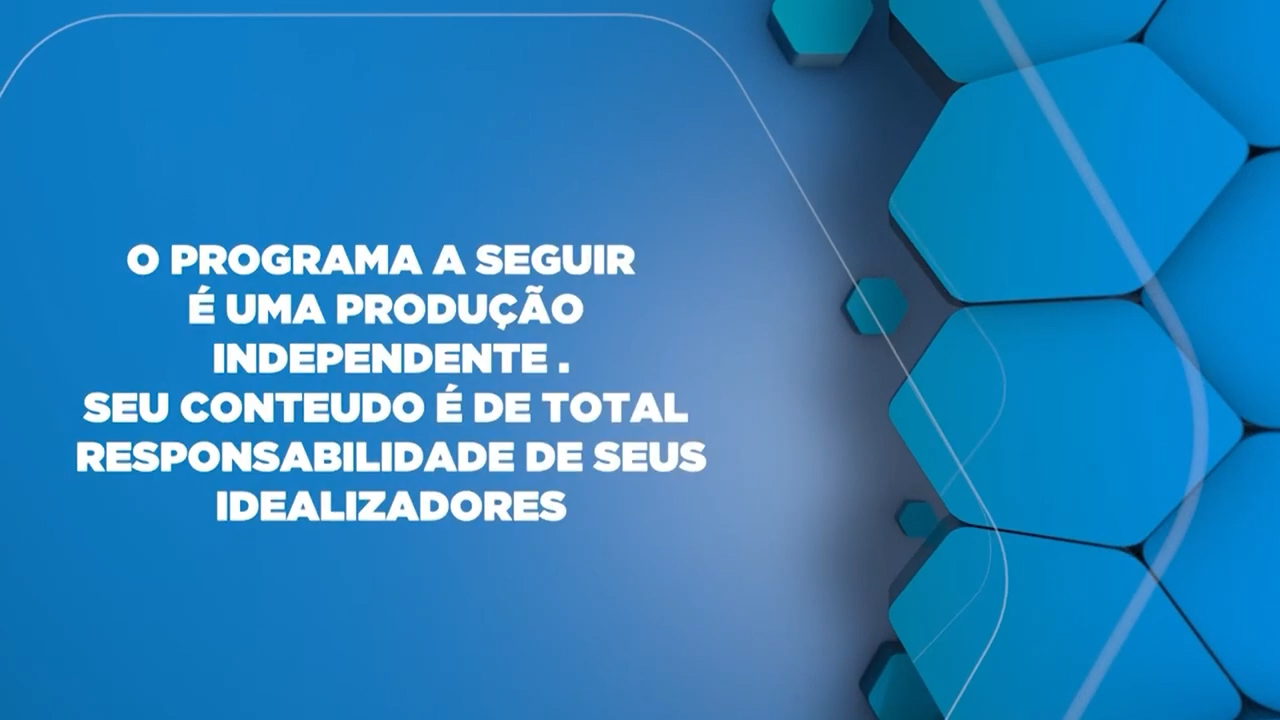 O PROGRAMA A SEGUIR
É UMA PRODUÇÃO
INDEPENDENTE .
SEU CONTEUDO É DE TOTAL
RESPONSABILIDADE DE SEUS
IDEALIZADORES